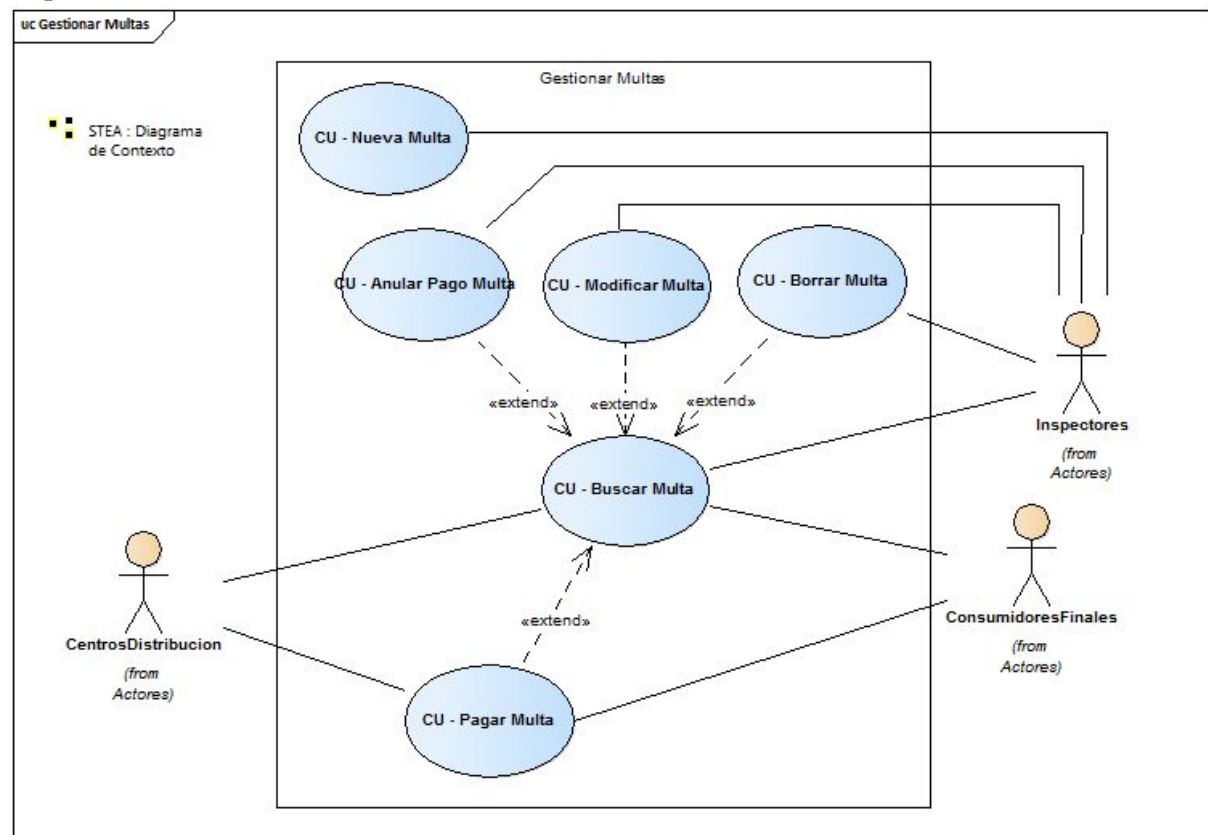 uc Gestionar Multas
Gestionar Multas
STEA : Diagrama
de Contexto
CU - Nueva Multa
CU - Anular Pago Multa
CU - Modificar Multa
CU - Borrar Multa
«extend»
«extend»
«extend»
Inspectores
(from
Actores)
CU - Buscar Multa
CentrosDistribucion
(from
Actores)
«extend»
ConsumidoresFinales
(from
Actores)
CU - Pagar Multa